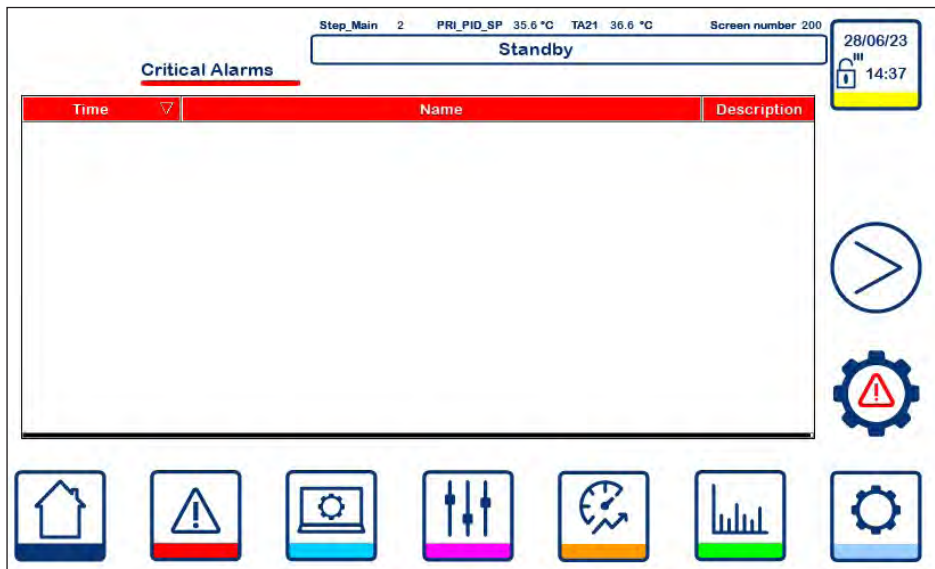 Step_Main 2 PRI_PID_SP 35.6 °C TA21 36.6 °C Screen number 200
Standby
28/06/23
14:37
Critical Alarms
Time Name Description